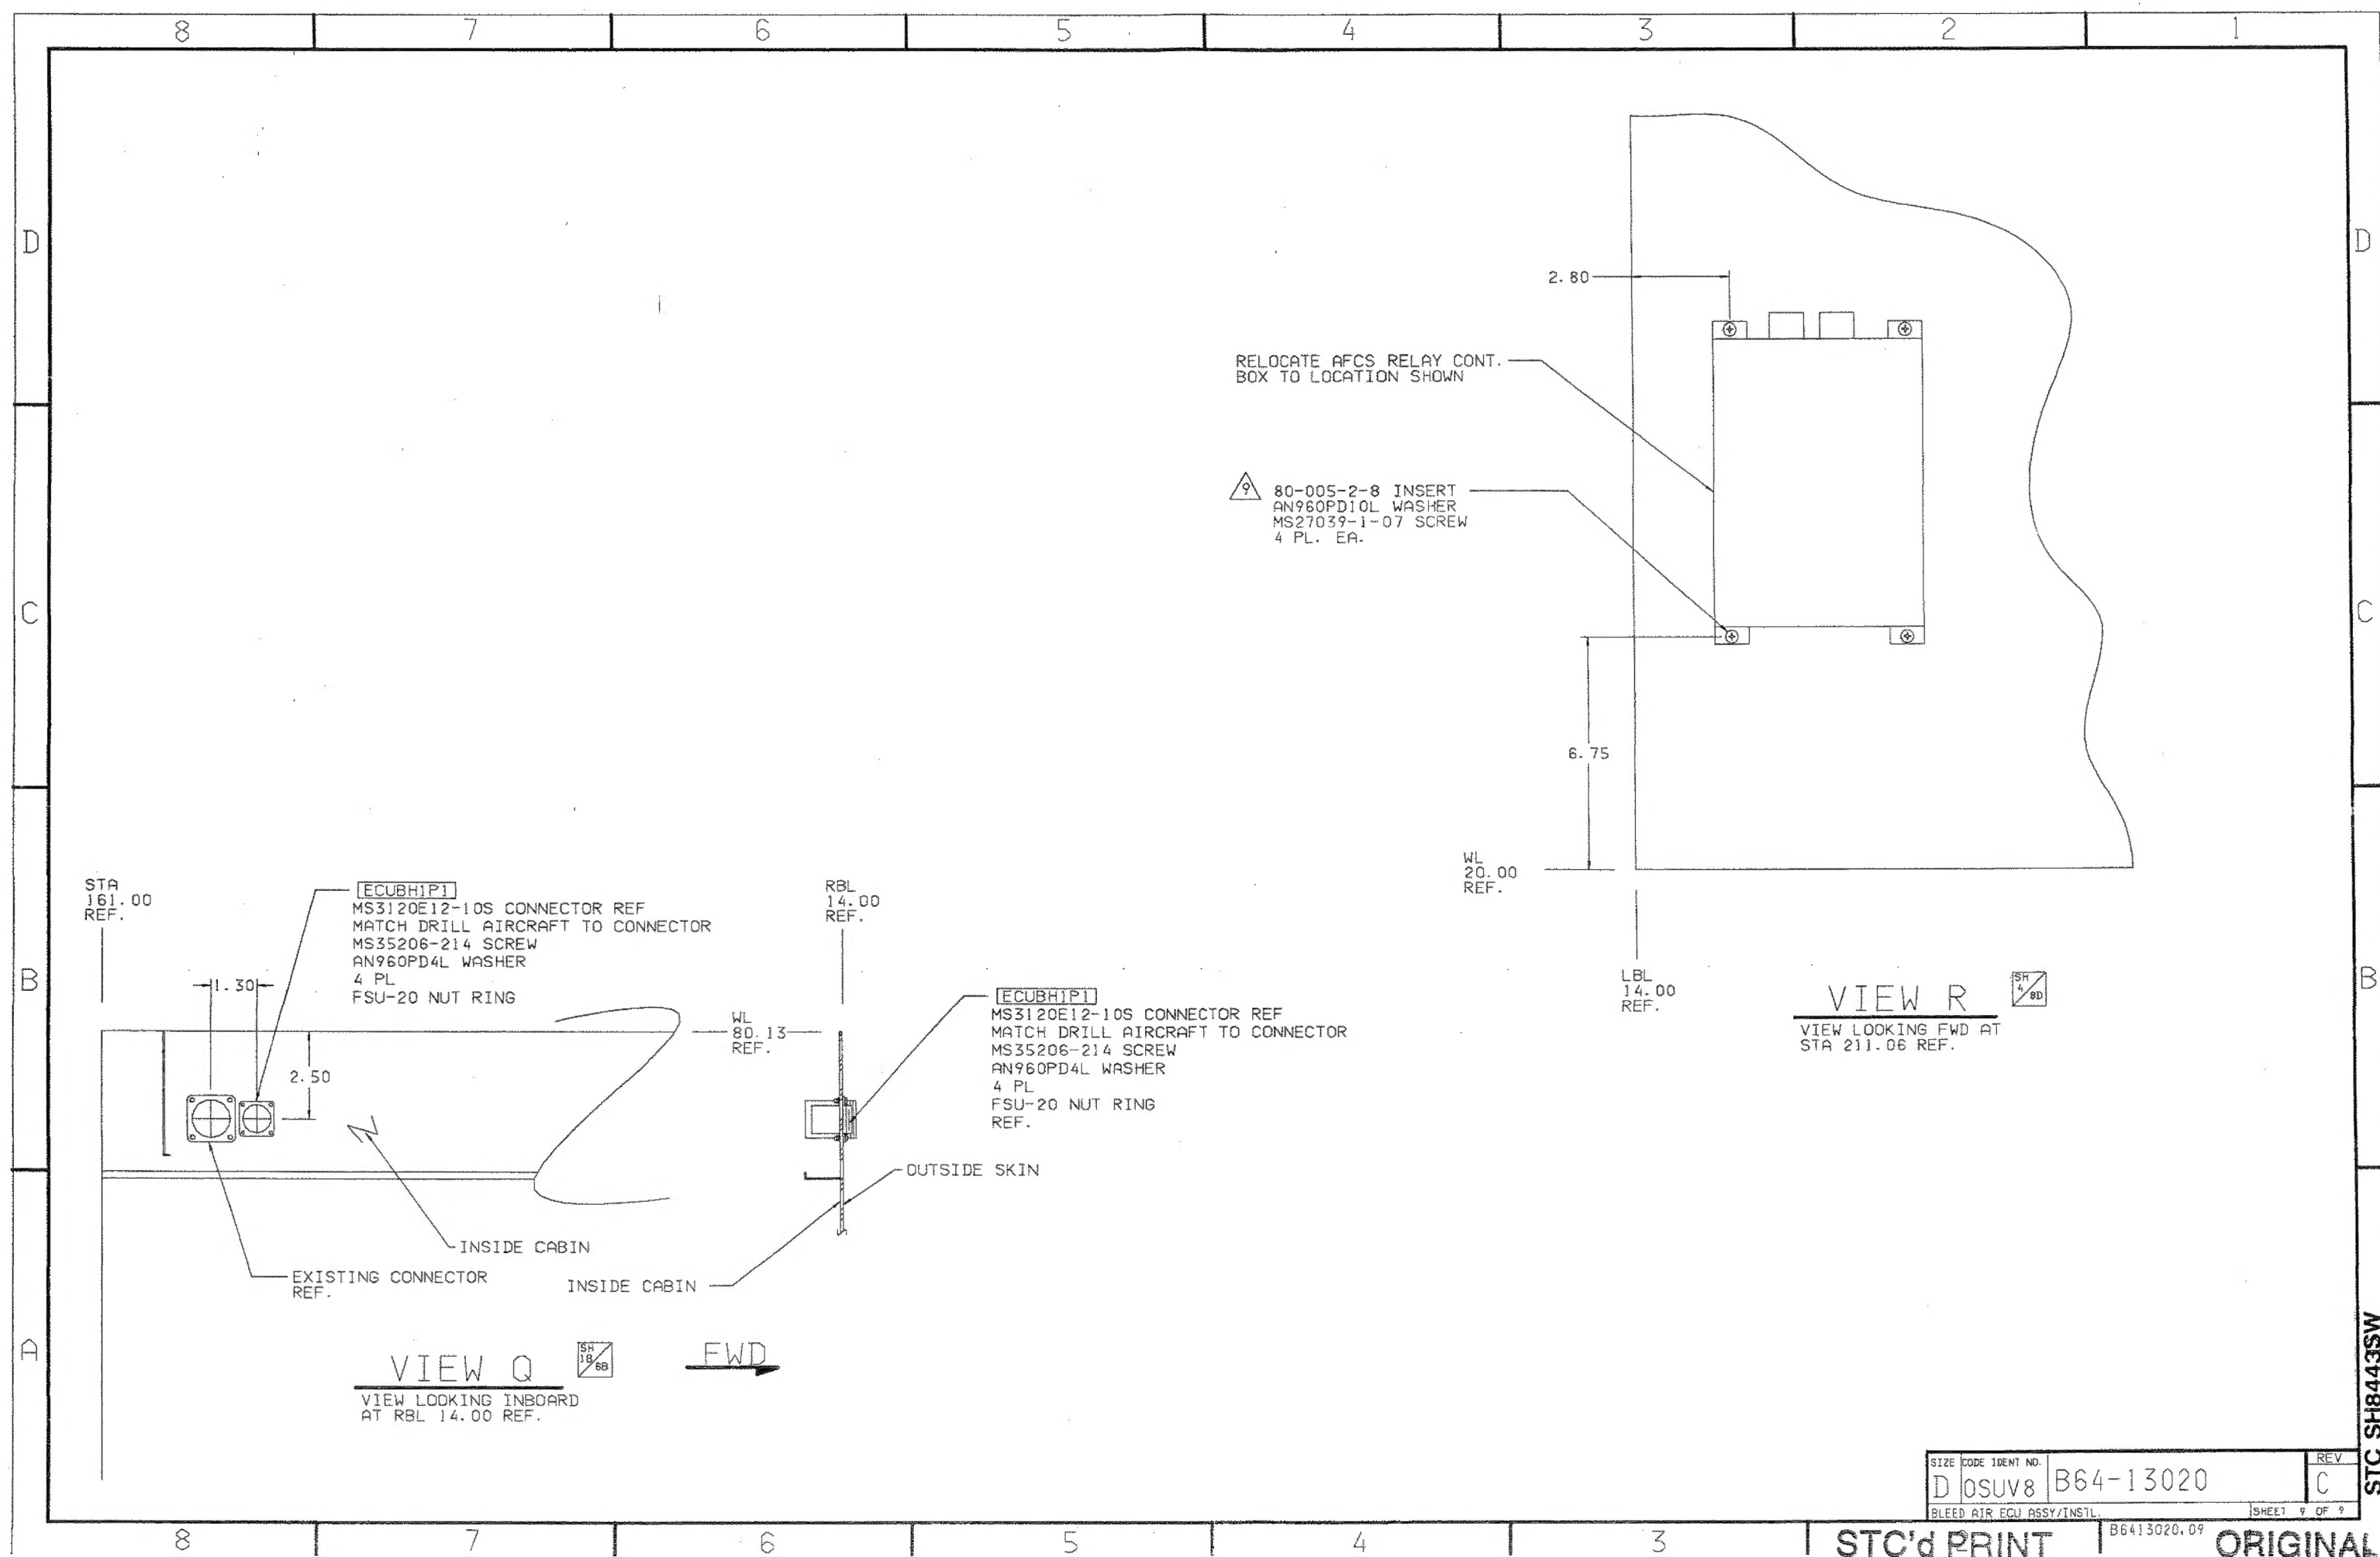 8 7 6 5 4 3 2 1
D
D
2.80
RELOCATE AFCS RELAY CONT.
BOX TO LOCATION SHOWN
9
80-005-2-8 INSERT
AN960PD10L WASHER
MS27039-1-07 SCREW
4 PL. EA.
C
C
6.75
WL
20.00
REF.
LBL
14.00
REF.
VIEW R
SH
4/8D
VIEW LOOKING FWD AT
STA 211.06 REF.
STA
161.00
REF.
ECUBH1P1
MS3120E12-10S CONNECTOR REF
MATCH DRILL AIRCRAFT TO CONNECTOR
MS35206-214 SCREW
AN960PD4L WASHER
4 PL
FSU-20 NUT RING
1.30
2.50
RBL
14.00
REF.
WL
80.13
REF.
ECUBH1P1
MS3120E12-10S CONNECTOR REF
MATCH DRILL AIRCRAFT TO CONNECTOR
MS35206-214 SCREW
AN960PD4L WASHER
4 PL
FSU-20 NUT RING
REF.
B
B
OUTSIDE SKIN
INSIDE CABIN
EXISTING CONNECTOR
REF.
INSIDE CABIN
A
VIEW Q
SH
1B/6B
FWD
VIEW LOOKING INBOARD
AT RBL 14.00 REF.
STC SH8443SW
SIZE
D
CODE IDENT NO.
0SUV8
B64-13020
REV
C
BLEED AIR ECU ASSY/INSTL.
SHEET 9 OF 9
8 7 6 5 4 3
STC'd PRINT
B6413020.09
ORIGINAL